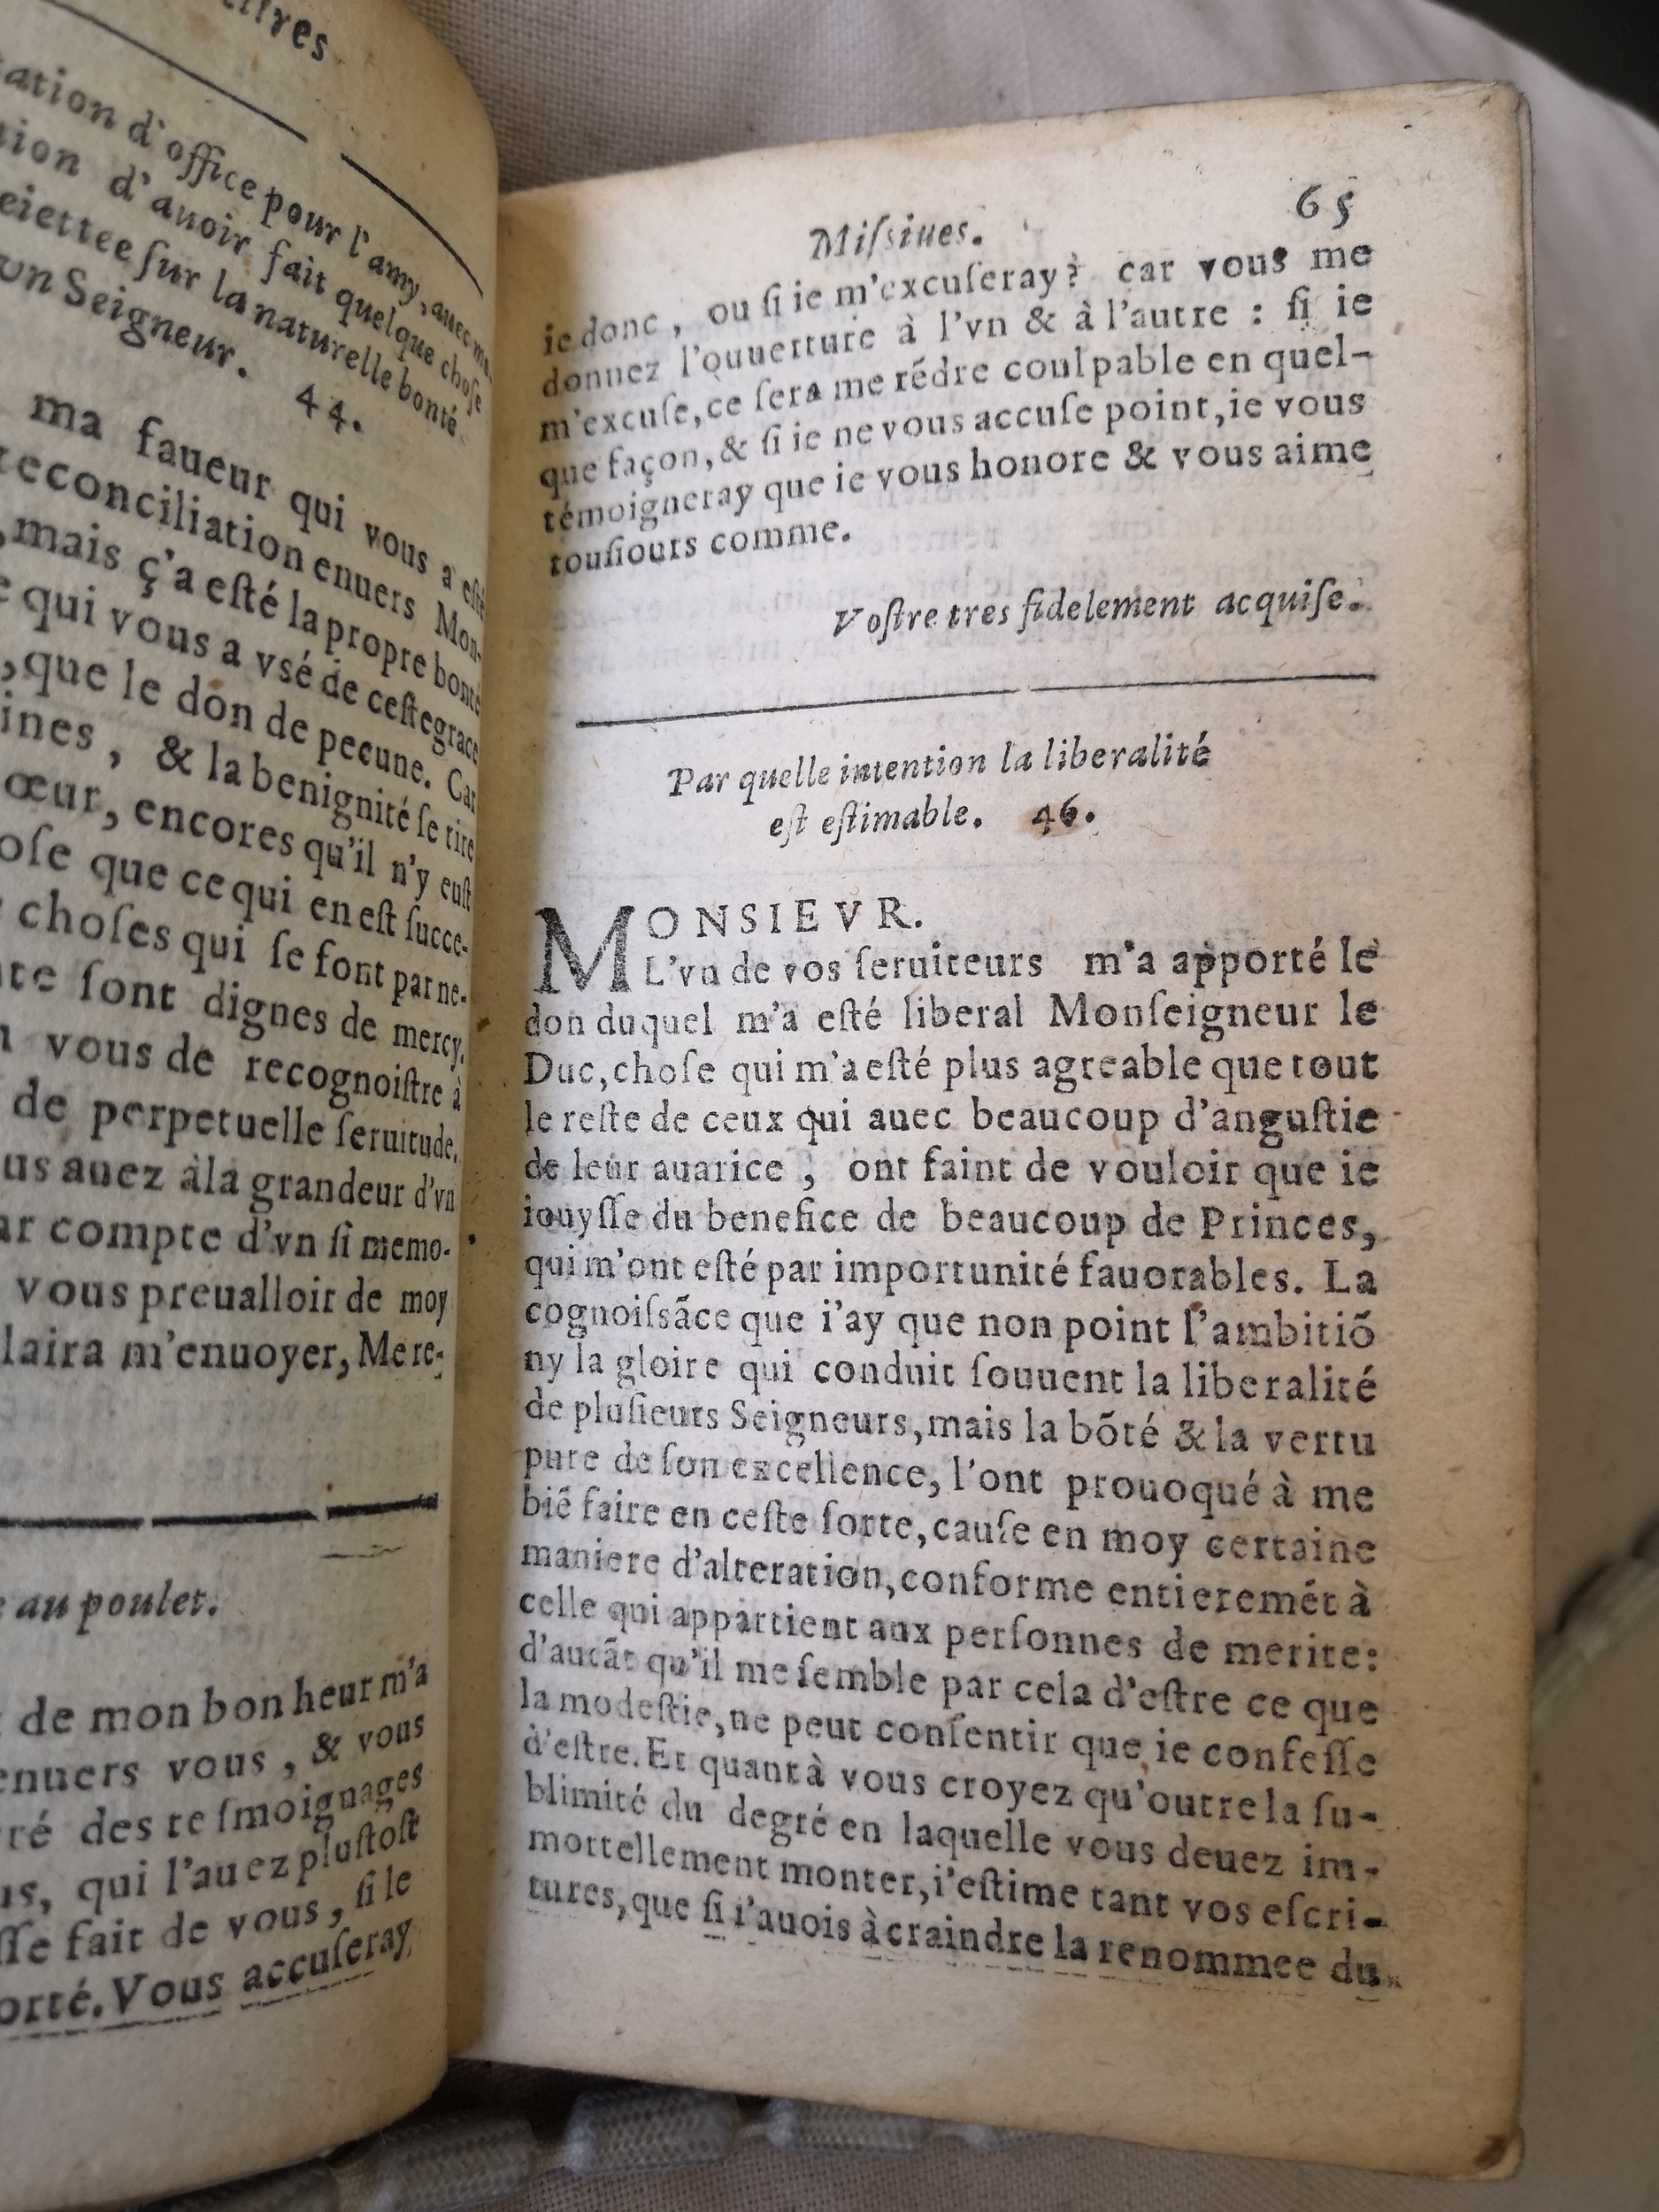 ation d'office pour l'amy, auec
d'auoir fait quelque chose
eiettee ſur la naturelle bonté
Seigneur. 44.
ma faueur qui vous a eſté
reconciliation enuers Mon-
,mais ç'a eſté la propre bonté
qui vous a vsé de ceſte grace
,que le don de pecune. Car
ines, & la benignité ſe tire
œur, encores qu'il n'y euſt
oſe que ce qui en eſt ſucce-
choſes qui ſe font par ne-
te ſont dignes de mercy.
vous de recognoiſtre à
de perpetuelle ſeruitude.
us auez à la grandeur d'vn
ar compte d'vn ſi memo-
vous preualloir de moy
laira m'enuoyer, Me re-
au poulet.
de mon bon heur m'a
enuers vous, & vous
ré des teſmoignages
us, qui l'auez pluſtoſt
ſſe fait de vous, ſi le
orté. Vous accuſeray
Miſsiues. 65
ie donc, ou ſi ie m'excuſeray? car vous me
donnez l'ouuerture à l'vn & à l'autre : ſi ie
m'excuſe, ce ſera me rēdre coulpable en quel-
que façon, & ſi ie ne vous accuſe point, ie vous
témoigneray que ie vous honore & vous aime
touſiours comme.
Voſtre tres fidelement acquiſe.
Par quelle intention la liberalité
eſt eſtimable. 46.
MONSIEVR.
L'vn de vos ſeruiteurs m'a apporté le
don duquel m'a eſté liberal Monſeigneur le
Duc, choſe qui m'a eſté plus agreable que tout
le reſte de ceux qui auec beaucoup d'anguſtie
de leur auarice, ont faint de vouloir que ie
iouyſſe du benefice de beaucoup de Princes,
qui m'ont eſté par importunité fauorables. La
cognoiſsāce que i'ay que non point l'ambitiō
ny la gloire qui conduit ſouuent la liberalité
de pluſieurs Seigneurs, mais la bōté & la vertu
pure de ſon excellence, l'ont prouoqué à me
biē faire en ceſte ſorte, cauſe en moy certaine
maniere d'alteration, conforme entieremēt à
celle qui appartient aux perſonnes de merite:
d'autāt qu'il me ſemble par cela d'eſtre ce que
la modeſtie, ne peut conſentir que ie confeſſe
d'eſtre. Et quant à vous croyez qu'outre la ſu-
blimité du degré en laquelle vous deuez im-
mortellement monter, i'eſtime tant vos eſcri-
tures, que ſi i'auois à craindre la renommee du